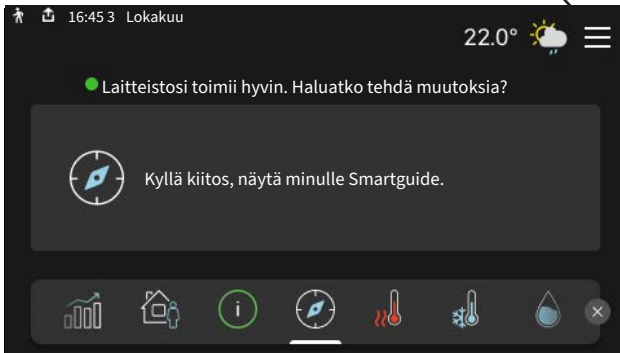 16:45 3 Lokakuu
22.0°
Laitteistosi toimii hyvin. Haluatko tehdä muutoksia?
Kyllä kiitos, näytä minulle Smartguide.
i